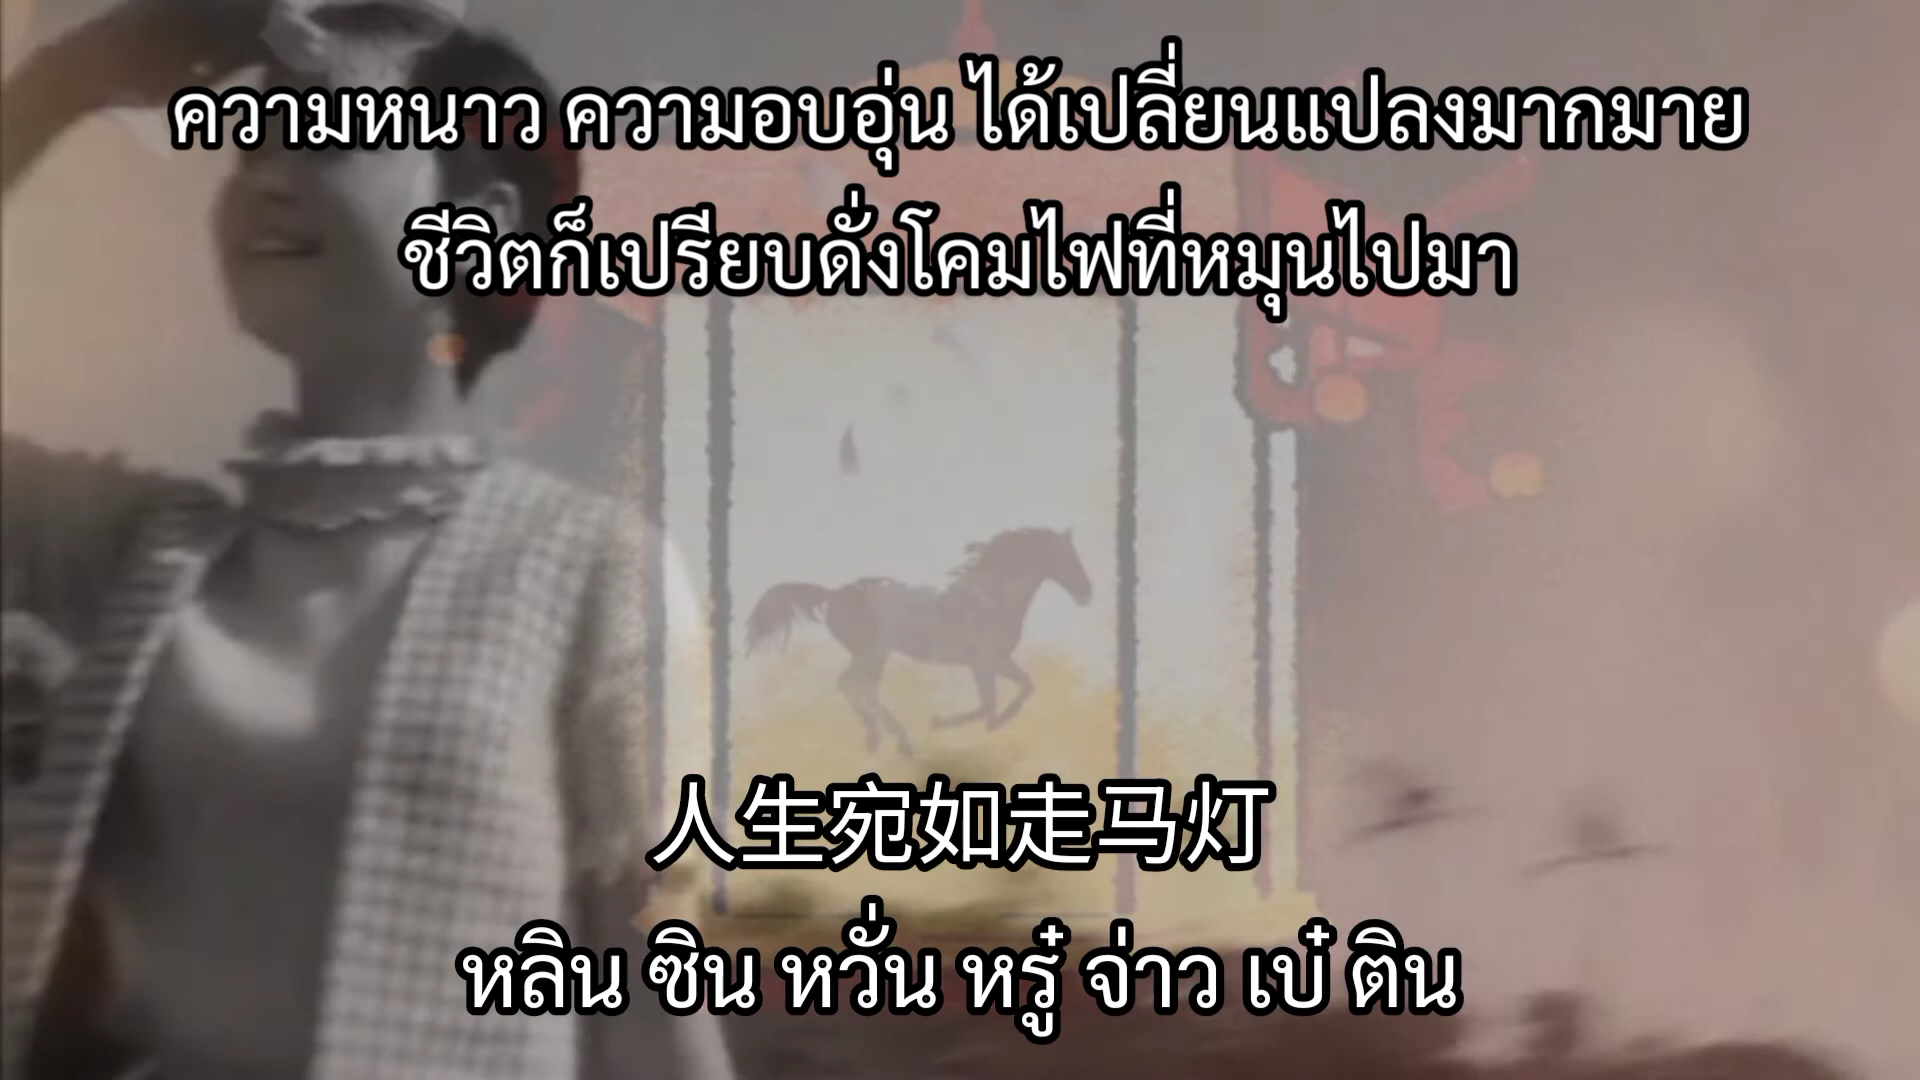 ความหนาว ความอบอุ่น ได้เปลี่ยนแปลงมากมาย
ชีวิตก็เปรียบดั่งโคมไฟที่หมุนไปมา
人生宛如走马灯
หลิน ซิน หวั่น หรู๋ จ่าว เบ๋ ติน